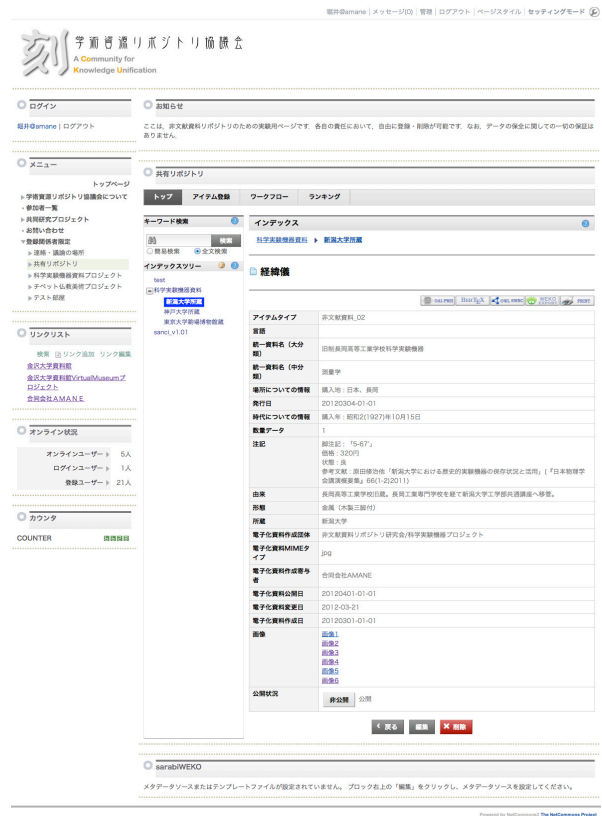 堀井@amane | メッセージ(0) | 管理 | ログアウト | ページスタイル | セッティングモード
刻
学術資源リポジトリ協議会
A Community for
Knowledge Unification
ログイン
堀井@amane | ログアウト
お知らせ
ここは、非文献資料リポジトリのための実験用ページです。各自の責任において、自由に登録・削除が可能です。なお、データの保全に関しての一切の保証は
ありません。
メニュー
トップページ
学術資源リポジトリ協議会について
参加者一覧
共同研究プロジェクト
お問い合わせ
登録関係者限定
連絡・議論の場所
共有リポジトリ
科学実験機器資料プロジェクト
チベット仏教美術プロジェクト
テスト部屋
リンクリスト
検索 リンク追加 リンク編集
金沢大学資料館
金沢大学資料館VirtualMuseumプ
ロジェクト
合同会社AMANE
オンライン状況
オンラインユーザー 5人
ログインユーザー 1人
登録ユーザー 21人
カウンタ
COUNTER
共有リポジトリ
トップ アイテム登録 ワークフロー ランキング
キーワード検索
検索
簡易検索 全文検索
インデックスツリー
test
科学実験機器資料
新潟大学所蔵
神戸大学所蔵
東京大学駒場博物館蔵
sanci_v1.01
インデックス
科学実験機器資料 新潟大学所蔵
経緯儀
OAI-PMH BibTeX OWL SWRC WEKO EXPORT PRINT
アイテムタイプ 非文献資料_02
言語
統一資料名（大分
類） 旧制長岡高等工業学校科学実験機器
統一資料名（中分
類） 測量学
場所についての情報 購入地：日本、長岡
発行日 20120304-01-01
時代についての情報 購入年：昭和2(1927)年10月15日
数量データ 1
注記 脚注記：「5-67」
価格：320円
状態：良
参考文献：原田修治他「新潟大学における歴史的実験機器の保存状況と活用」(『日本物理学
会講演概要集』66(1-2)2011)
由来 長岡高等工業学校旧蔵。長岡工業専門学校を経て新潟大学工学部共通講座へ移管。
形態 金属（木製三脚付）
所蔵 新潟大学
電子化資料作成団体 非文献資料リポジトリ研究会/科学実験機器プロジェクト
電子化資料MIMEタ
イプ jpg
電子化資料作成寄与
者 合同会社AMANE
電子化資料公開日 20120401-01-01
電子化資料変更日 2012-03-21
電子化資料作成日 20120301-01-01
画像 画像1
画像2
画像3
画像4
画像5
画像6
公開状況 非公開 公開
戻る 編集 削除
sarabiWEKO
メタデータソースまたはテンプレートファイルが設定されていません。 ブロック右上の「編集」をクリックし、メタデータソースを設定してください。
Powered by NetCommons2 The NetCommons Project